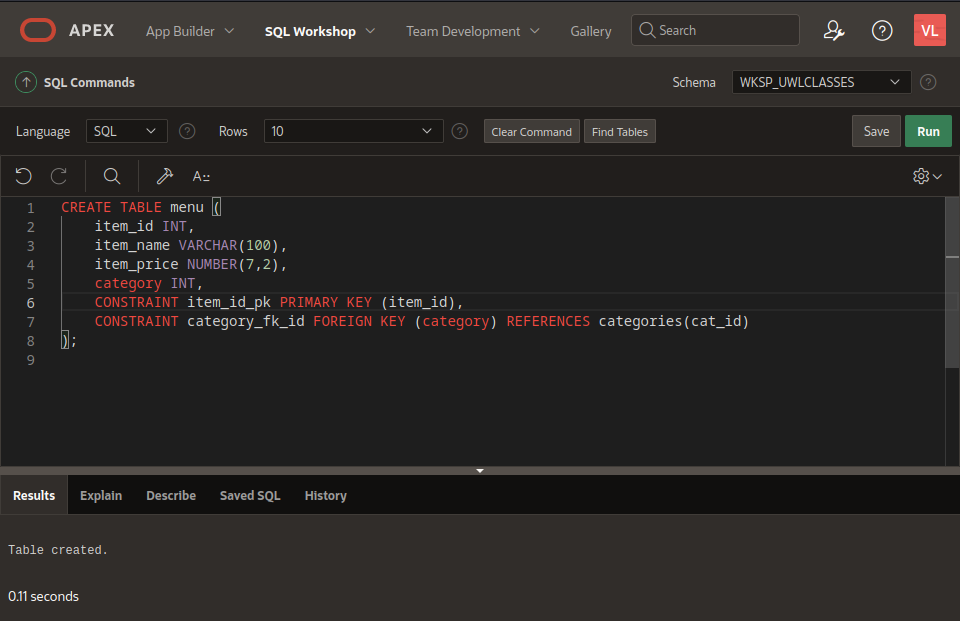 APEX App Builder SQL Workshop Team Development Gallery Search VL
SQL Commands Schema WKSP_UWLCLASSES
Language SQL Rows 10 Clear Command Find Tables Save Run
A
1 CREATE TABLE menu (
2 item_id INT,
3 item_name VARCHAR(100),
4 item_price NUMBER(7,2),
5 category INT,
6 CONSTRAINT item_id_pk PRIMARY KEY (item_id),
7 CONSTRAINT category_fk_id FOREIGN KEY (category) REFERENCES categories(cat_id)
8 );
9
Results Explain Describe Saved SQL History
Table created.
0.11 seconds